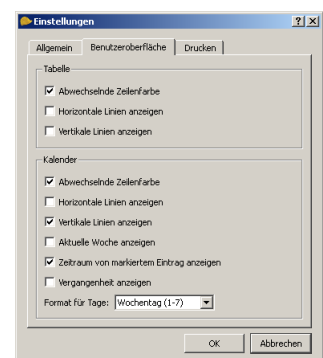 Einstellungen
Allgemein Benutzeroberfläche Drucken
Tabelle
Abwechselnde Zeilenfarbe
Horizontale Linien anzeigen
Vertikale Linien anzeigen
Kalender
Abwechselnde Zeilenfarbe
Horizontale Linien anzeigen
Vertikale Linien anzeigen
Aktuelle Woche anzeigen
Zeitraum von markiertem Eintrag anzeigen
Vergangenheit anzeigen
Format für Tage: Wochentag (1-7)
OK Abbrechen